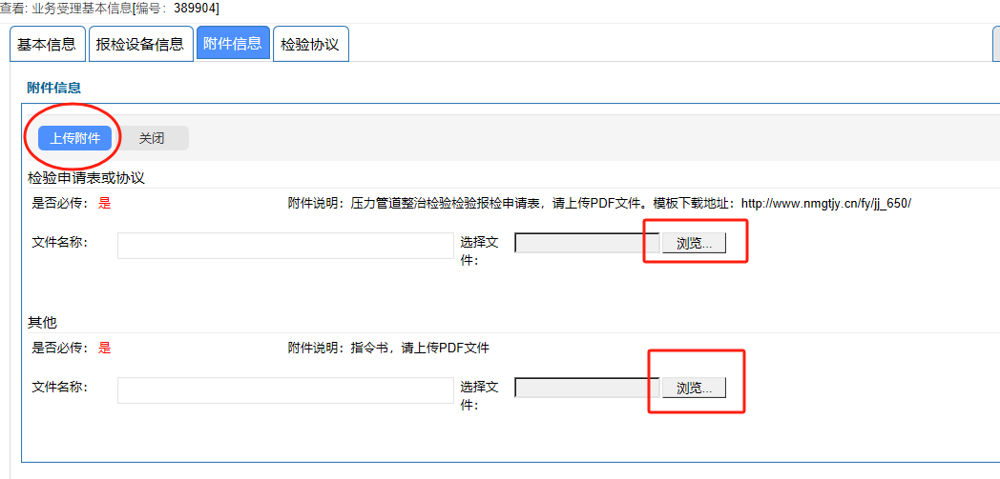 查看: 业务受理基本信息[编号：389904]
基本信息 报检设备信息 附件信息 检验协议
附件信息
上传附件 关闭
检验申请表或协议
是否必传： 是 附件说明：压力管道整治检验检验报检申请表，请上传PDF文件。模板下载地址：http://www.nmgtjy.cn/fy/jj_650/
文件名称： 选择文件： 浏览...
其他
是否必传： 是 附件说明：指令书，请上传PDF文件
文件名称： 选择文件： 浏览...